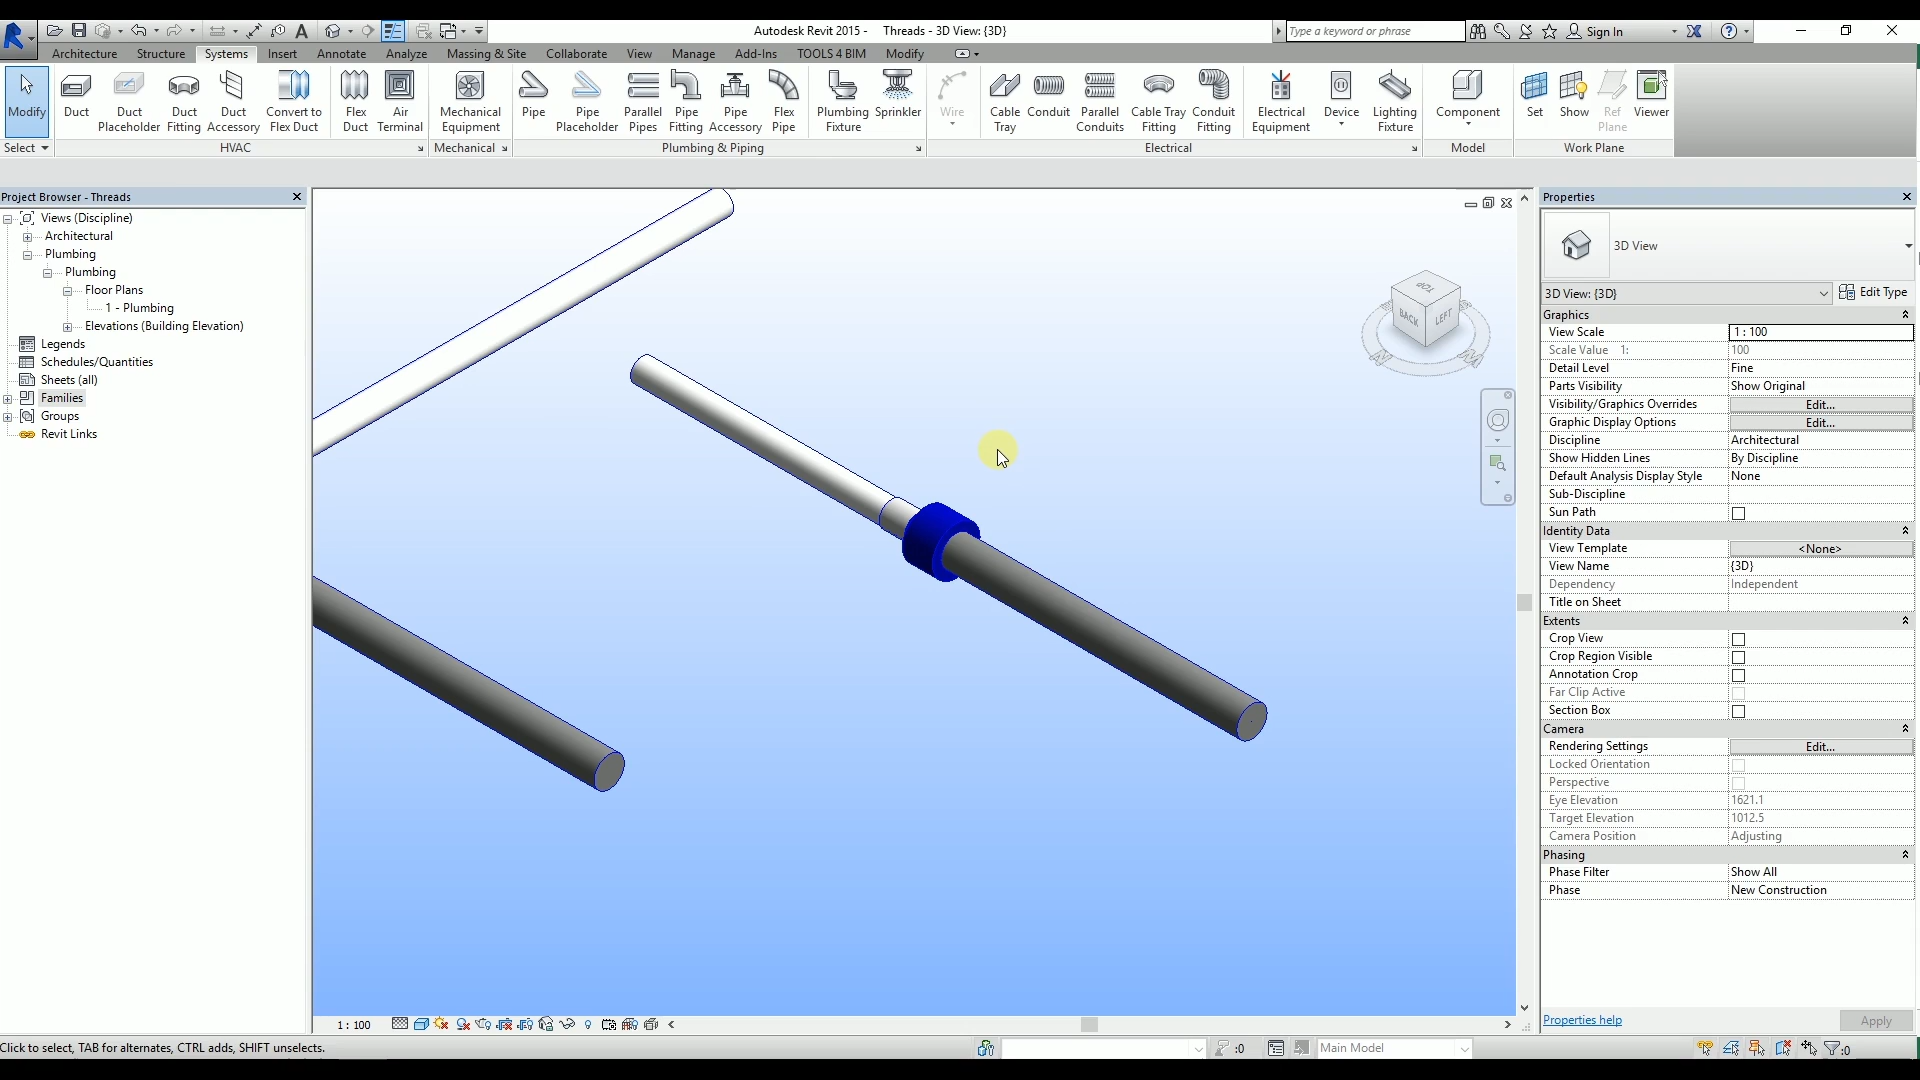 Autodesk Revit 2015 - Threads - 3D View: {3D}
Type a keyword or phrase
Sign In
Architecture Structure Systems Insert Annotate Analyze Massing & Site Collaborate View Manage Add-Ins TOOLS 4 BIM Modify
Modify
Duct
Duct Placeholder
Duct Fitting
Duct Accessory
Convert to Flex Duct
Flex Duct
Air Terminal
Mechanical Equipment
Pipe
Pipe Placeholder
Parallel Pipes
Pipe Fitting
Pipe Accessory
Flex Pipe
Plumbing Fixture
Sprinkler
Wire
Cable Tray
Conduit
Parallel Conduits
Cable Tray Fitting
Conduit Fitting
Electrical Equipment
Device
Lighting Fixture
Component
Set
Show
Ref Plane
Viewer
Select HVAC Mechanical Plumbing & Piping Electrical Model Work Plane
Project Browser - Threads
Views (Discipline)
Architectural
Plumbing
Plumbing
Floor Plans
1 - Plumbing
Elevations (Building Elevation)
Legends
Schedules/Quantities
Sheets (all)
Families
Groups
Revit Links
TOP
BACK
LEFT
Properties
3D View
3D View: {3D}
Edit Type
Graphics
View Scale 1 : 100
Scale Value 1: 100
Detail Level Fine
Parts Visibility Show Original
Visibility/Graphics Overrides Edit...
Graphic Display Options Edit...
Discipline Architectural
Show Hidden Lines By Discipline
Default Analysis Display Style None
Sub-Discipline
Sun Path
Identity Data
View Template <None>
View Name {3D}
Dependency Independent
Title on Sheet
Extents
Crop View
Crop Region Visible
Annotation Crop
Far Clip Active
Section Box
Camera
Rendering Settings Edit...
Locked Orientation
Perspective
Eye Elevation 1621.1
Target Elevation 1012.5
Camera Position Adjusting
Phasing
Phase Filter Show All
Phase New Construction
Properties help
Apply
1 : 100
Click to select, TAB for alternates, CTRL adds, SHIFT unselects.
:0
Main Model
:0